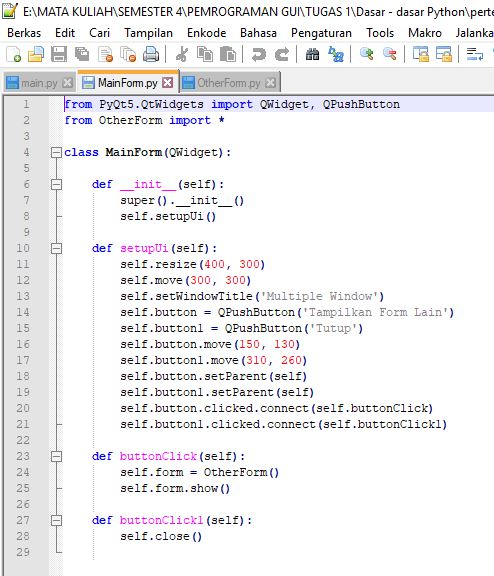 E:\MATA KULIAH\SEMESTER 4\PEMROGRAMAN GUI\TUGAS 1\Dasar - dasar Python\perte
Berkas Edit Cari Tampilan Enkode Bahasa Pengaturan Tools Makro Jalanka
main.py MainForm.py OtherForm.py
1 from PyQt5.QtWidgets import QWidget, QPushButton
2 from OtherForm import *
3
4 class MainForm(QWidget):
5
6     def __init__(self):
7         super().__init__()
8         self.setupUi()
9
10     def setupUi(self):
11         self.resize(400, 300)
12         self.move(300, 300)
13         self.setWindowTitle('Multiple Window')
14         self.button = QPushButton('Tampilkan Form Lain')
15         self.button1 = QPushButton('Tutup')
16         self.button.move(150, 130)
17         self.button1.move(310, 260)
18         self.button.setParent(self)
19         self.button1.setParent(self)
20         self.button.clicked.connect(self.buttonClick)
21         self.button1.clicked.connect(self.buttonClick1)
22
23     def buttonClick(self):
24         self.form = OtherForm()
25         self.form.show()
26
27     def buttonClick1(self):
28         self.close()
29